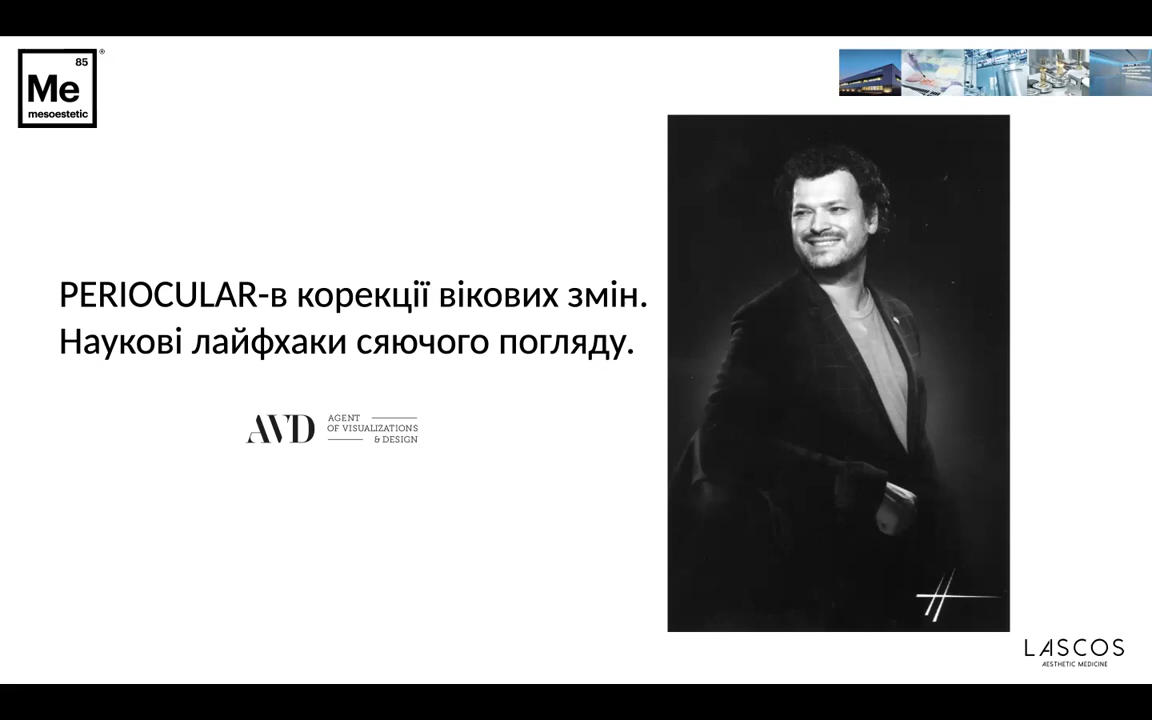 85
®
Me
mesoestetic
PERIOCULAR-в корекції вікових змін.
Наукові лайфхаки сяючого погляду.
AVD
AGENT
OF VISUALIZATIONS
& DESIGN
LASCOS
AESTHETIC MEDICINE